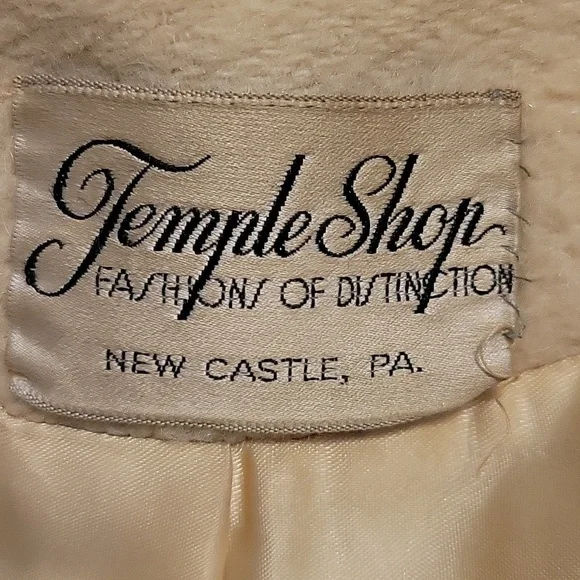 Temple Shop
FASHIONS OF DISTINCTION
NEW CASTLE, PA.